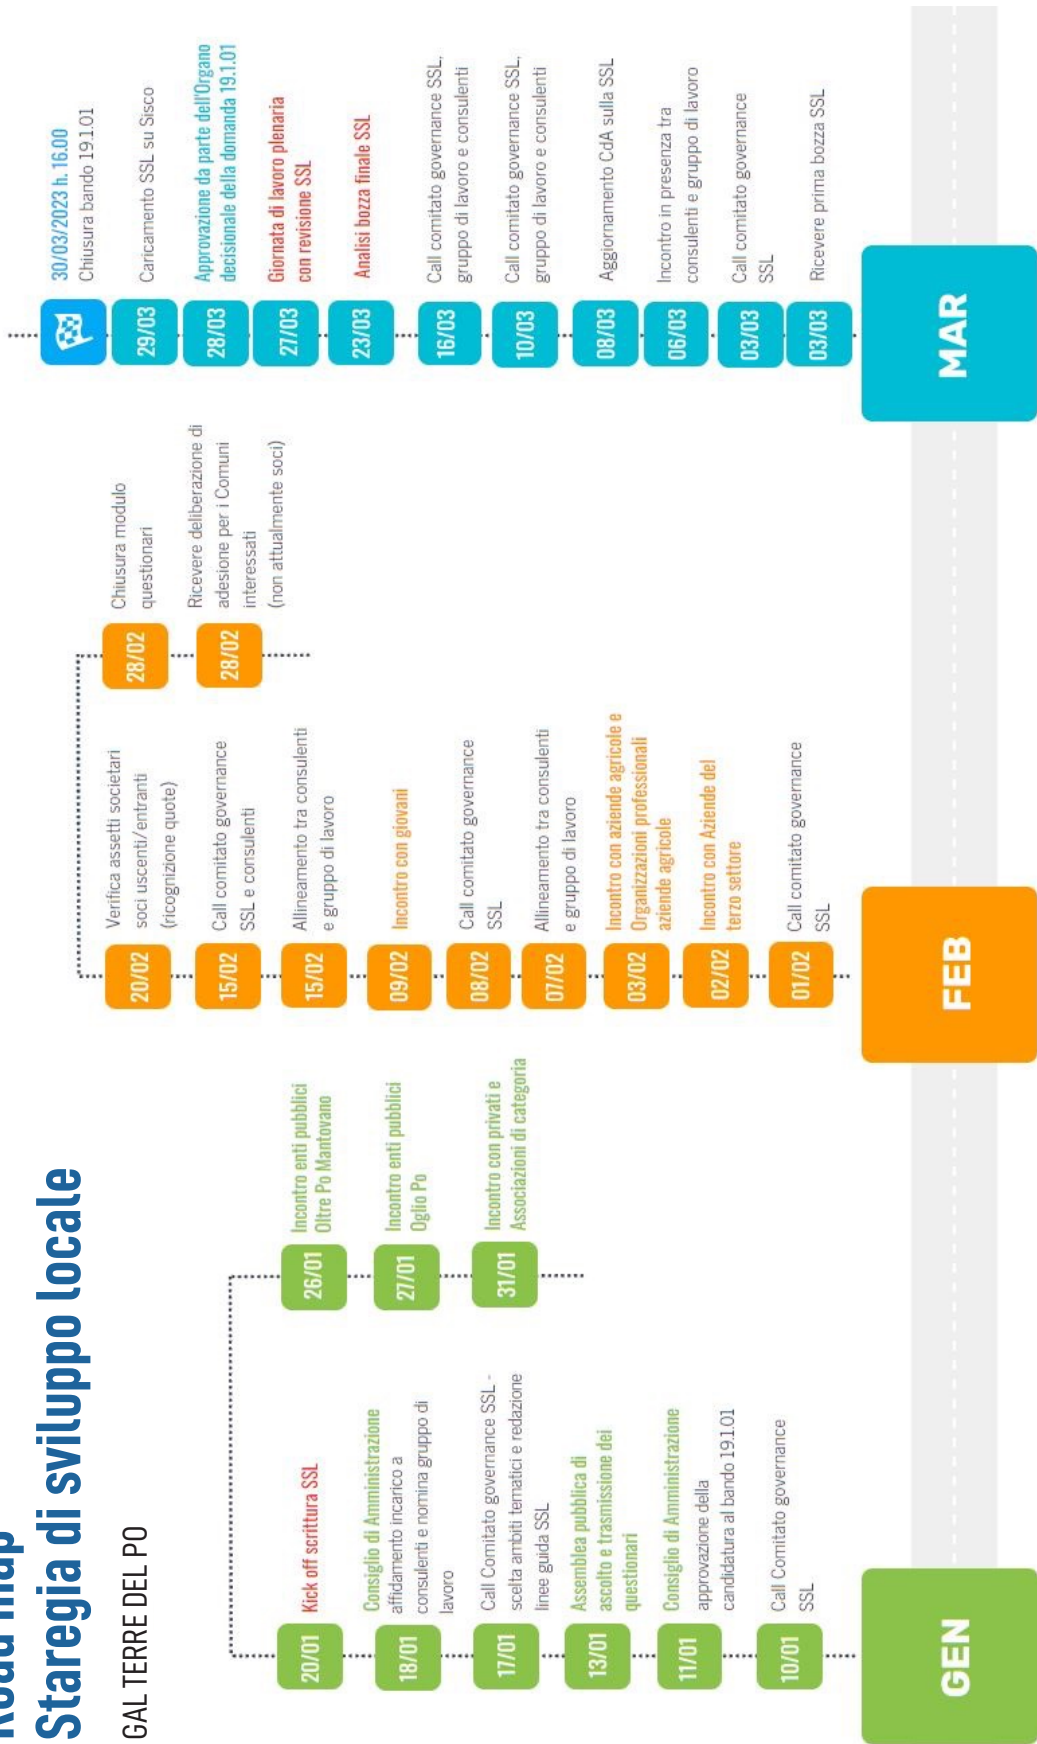 Road map
Staregia di sviluppo locale
GAL TERRE DEL PO
20/01
Kick off scrittura SSL
18/01
Consiglio di Amministrazione
affidamento incarico a
consulenti e nomina gruppo di
lavoro
17/01
Call Comitato governance SSL -
scelta ambiti tematici e redazione
linee guida SSL
13/01
Assemblea pubblica di
ascolto e trasmissione dei
questionari
11/01
Consiglio di Amministrazione
approvazione della
candidatura al bando 19.1.01
10/01
Call Comitato governance
SSL
GEN
26/01
Incontro enti pubblici
Oltre Po Mantovano
27/01
Incontro enti pubblici
Oglio Po
31/01
Incontro con privati e
Associazioni di categoria
20/02
Verifica assetti societari
soci uscenti/entranti
(ricognizione quote)
15/02
Call comitato governance
SSL e consulenti
15/02
Allineamento tra consulenti
e gruppo di lavoro
09/02
Incontro con giovani
08/02
Call comitato governance
SSL
07/02
Allineamento tra consulenti
e gruppo di lavoro
03/02
Incontro con aziende agricole e
Organizzazioni professionali
aziende agricole
02/02
Incontro con Aziende del
terzo settore
01/02
Call comitato governance
SSL
FEB
28/02
Chiusura modulo
questionari
28/02
Ricevere deliberazione di
adesione per i Comuni
interessati
(non attualmente soci)
30/03/2023 h. 16.00
Chiusura bando 19.1.01
29/03
Caricamento SSL su Sisco
28/03
Approvazione da parte dell'Organo
decisionale della domanda 19.1.01
27/03
Giornata di lavoro plenaria
con revisione SSL
23/03
Analisi bozza finale SSL
16/03
Call comitato governance SSL,
gruppo di lavoro e consulenti
10/03
Call comitato governance SSL,
gruppo di lavoro e consulenti
08/03
Aggiornamento CdA sulla SSL
06/03
Incontro in presenza tra
consulenti e gruppo di lavoro
03/03
Call comitato governance
SSL
03/03
Ricevere prima bozza SSL
MAR